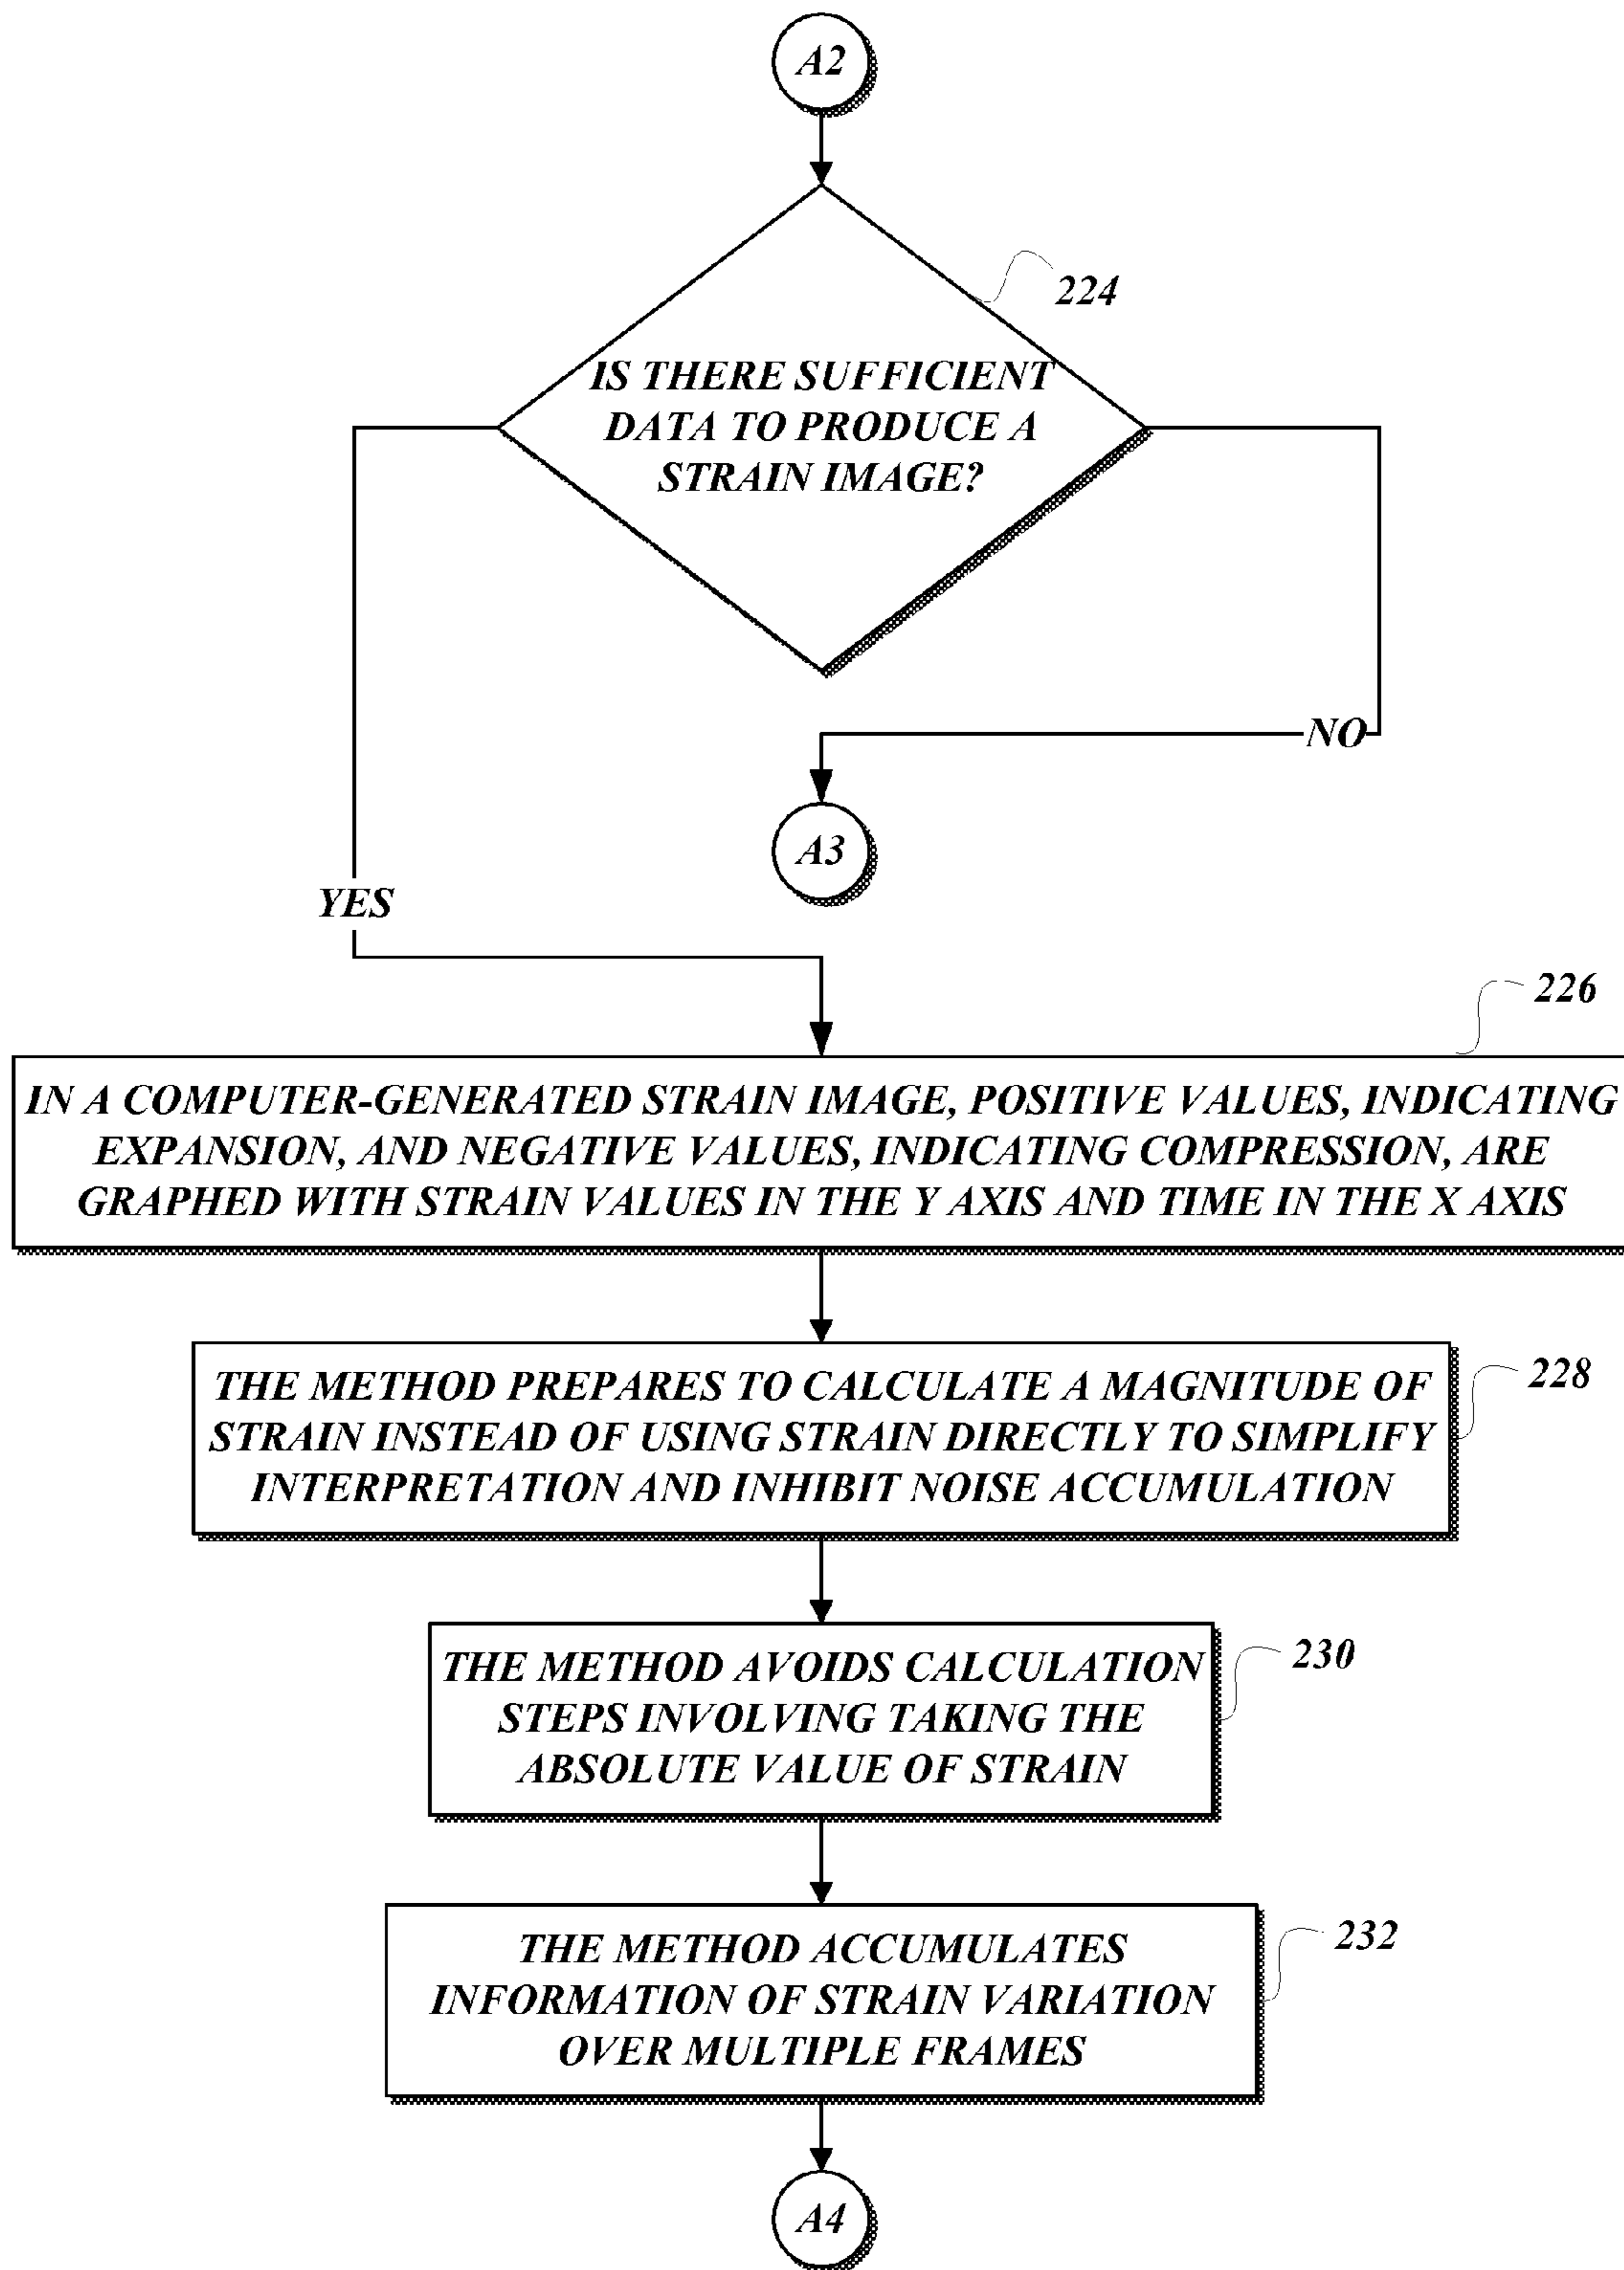 A2
224
IS THERE SUFFICIENT
DATA TO PRODUCE A
STRAIN IMAGE?
NO
A3
YES
226
IN A COMPUTER-GENERATED STRAIN IMAGE, POSITIVE VALUES, INDICATING
EXPANSION, AND NEGATIVE VALUES, INDICATING COMPRESSION, ARE
GRAPHED WITH STRAIN VALUES IN THE Y AXIS AND TIME IN THE X AXIS
228
THE METHOD PREPARES TO CALCULATE A MAGNITUDE OF
STRAIN INSTEAD OF USING STRAIN DIRECTLY TO SIMPLIFY
INTERPRETATION AND INHIBIT NOISE ACCUMULATION
230
THE METHOD AVOIDS CALCULATION
STEPS INVOLVING TAKING THE
ABSOLUTE VALUE OF STRAIN
232
THE METHOD ACCUMULATES
INFORMATION OF STRAIN VARIATION
OVER MULTIPLE FRAMES
A4